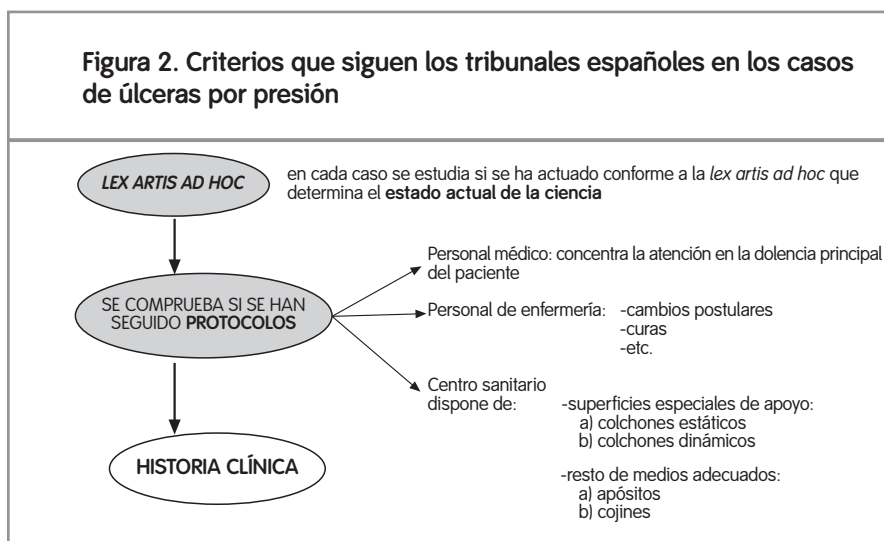 Figura 2. Criterios que siguen los tribunales españoles en los casos
de úlceras por presión
LEX ARTIS AD HOC
en cada caso se estudia si se ha actuado conforme a la lex artis ad hoc que
determina el estado actual de la ciencia
SE COMPRUEBA SI SE HAN
SEGUIDO PROTOCOLOS
Personal médico: concentra la atención en la dolencia principal
del paciente
Personal de enfermería: -cambios postulares
-curas
-etc.
Centro sanitario
dispone de: -superficies especiales de apoyo:
a) colchones estáticos
b) colchones dinámicos
-resto de medios adecuados:
a) apósitos
b) cojines
HISTORIA CLÍNICA